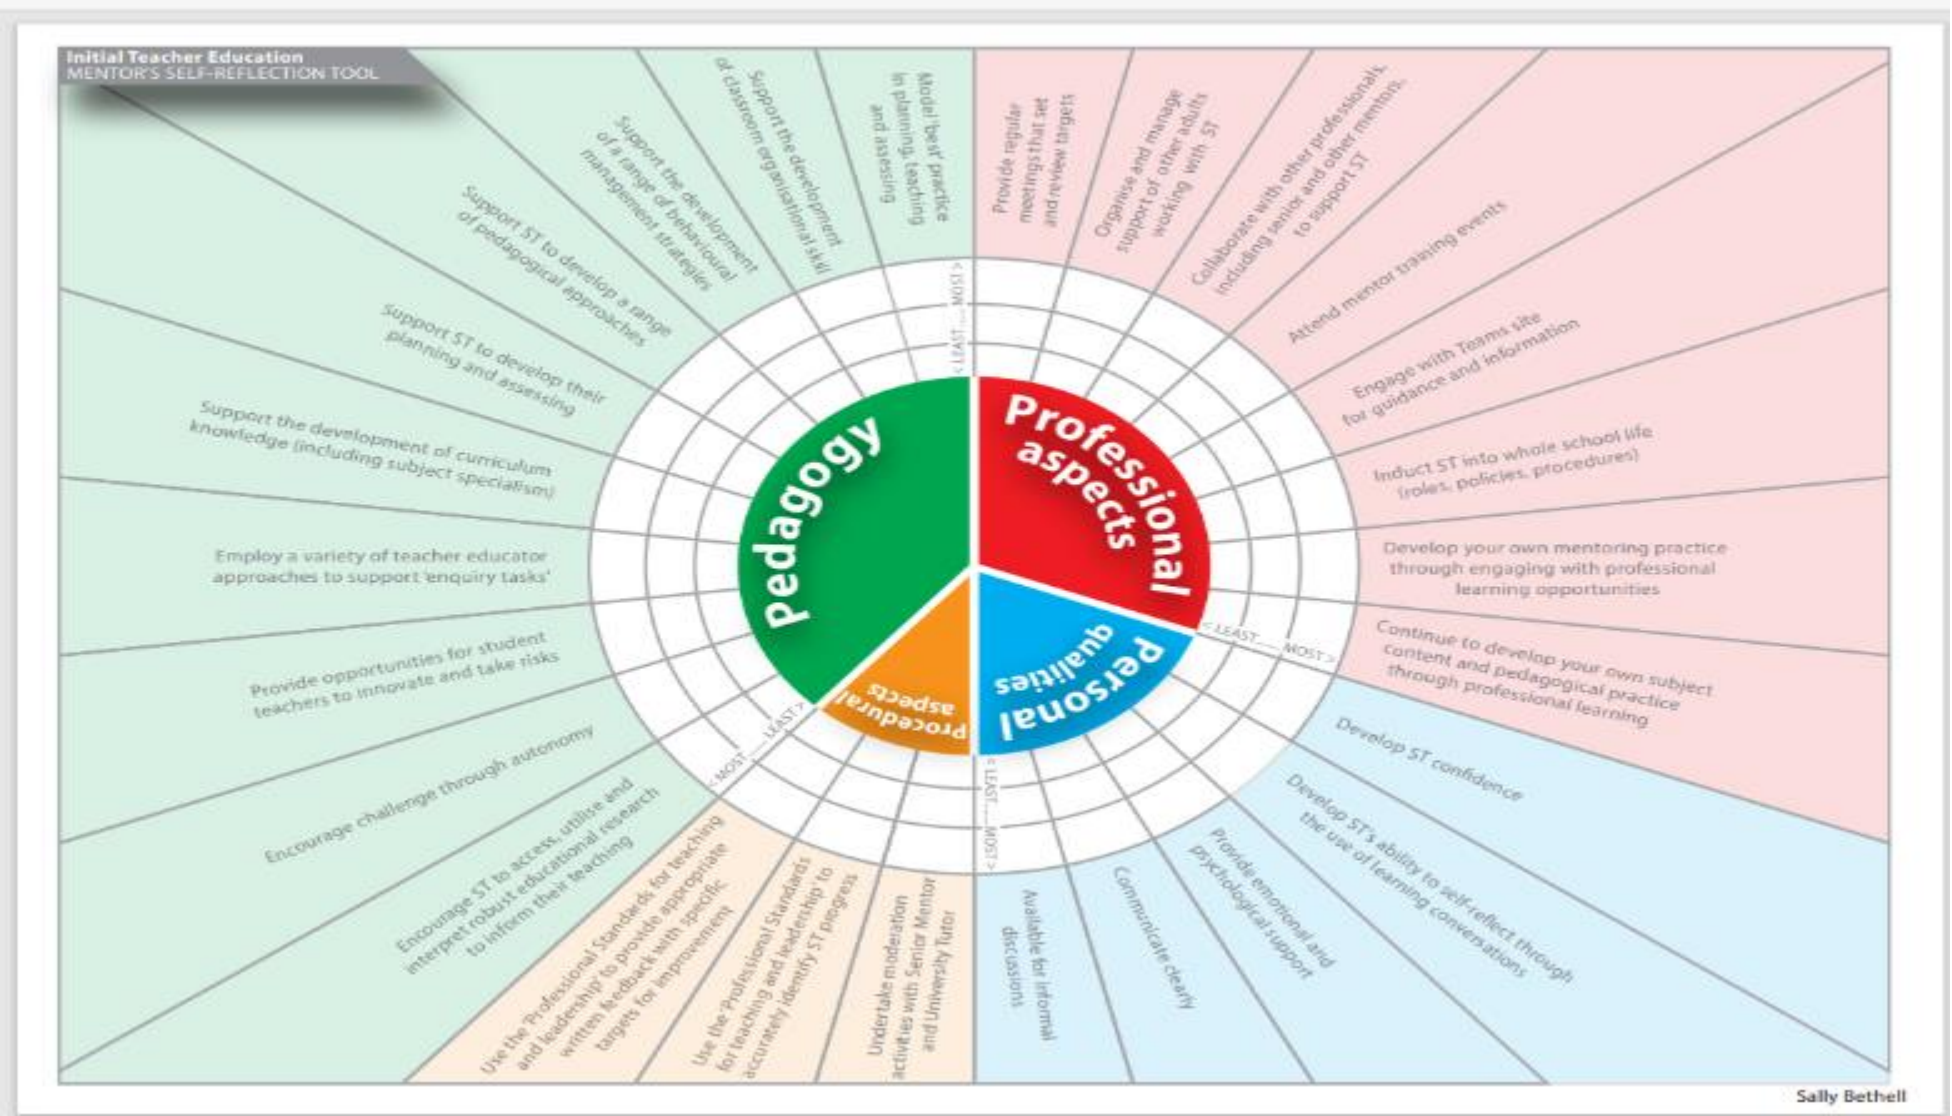 Initial Teacher Education
MENTOR'S SELF-REFLECTION TOOL
Model 'best' practice
in planning, teaching
and assessing
Provide regular
meetings that set
and review targets
Organise and manage
support of other adults
working with ST
Collaborate with other professionals,
including senior and other mentors,
to support ST
Attend mentor training events
Engage with Teams site
for guidance and information
Induct ST into whole school life
(roles, policies, procedures)
Develop your own mentoring practice
through engaging with professional
learning opportunities
Continue to develop your own subject
content and pedagogical practice
through professional learning
Develop ST confidence
Develop ST's ability to self-reflect through
the use of learning conversations
Provide emotional and
psychological support
Communicate clearly
Available for informal
discussions
Undertake moderation
activities with Senior Mentor
and University Tutor
Use the 'Professional Standards
for teaching and leadership' to
accurately identify ST progress
Use the 'Professional Standards for teaching
and leadership' to provide appropriate
written feedback with specific
targets for improvement
Encourage ST to access, utilise and
interpret robust educational research
to inform their teaching
Encourage challenge through autonomy
Provide opportunities for student
teachers to innovate and take risks
Employ a variety of teacher educator
approaches to support 'enquiry tasks'
Support the development of curriculum
knowledge (including subject specialism)
Support ST to develop their
planning and assessing
Support ST to develop a range
of pedagogical approaches
Support the development
of a range of behavioural
management strategies
Support the development
of classroom organisational skill
< LEAST......MOST >
< LEAST......MOST >
< LEAST......MOST >
< MOST......LEAST >
pedagogy
Professional
aspects
Personal
qualities
Procedural
aspects
Sally Bethell